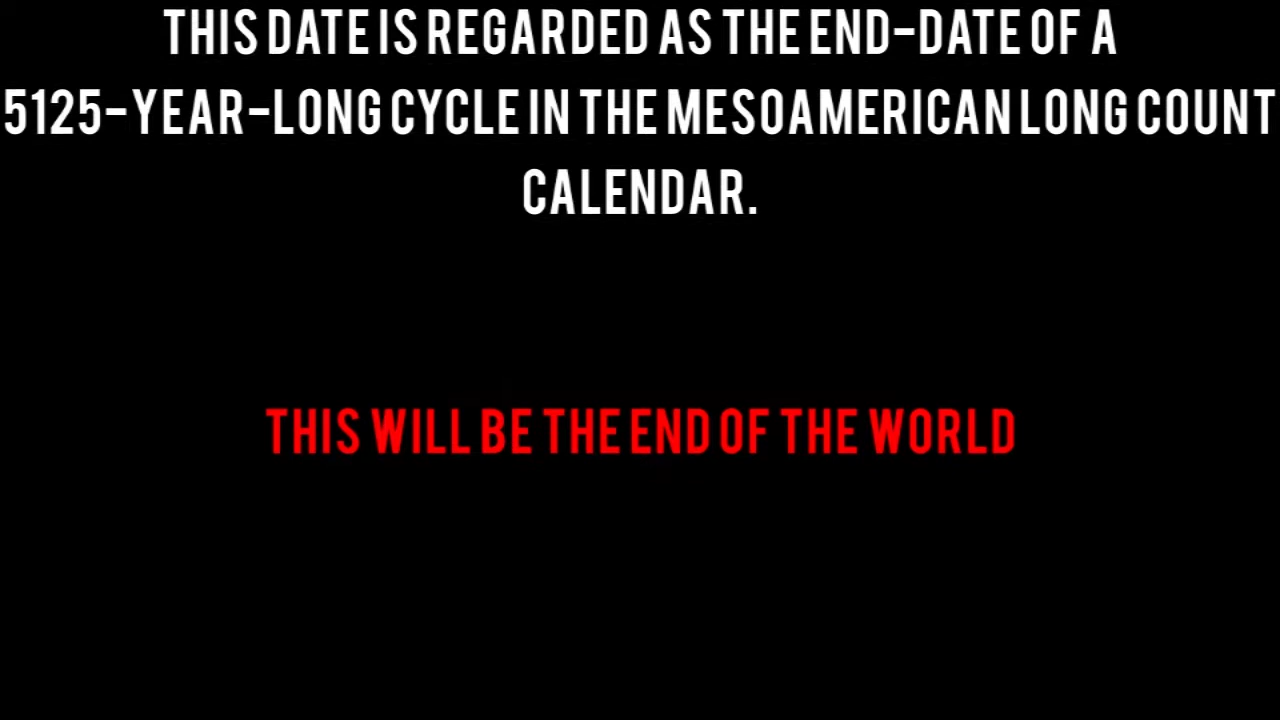 THIS DATE IS REGARDED AS THE END-DATE OF A
5125-YEAR-LONG CYCLE IN THE MESOAMERICAN LONG COUNT
CALENDAR.
THIS WILL BE THE END OF THE WORLD